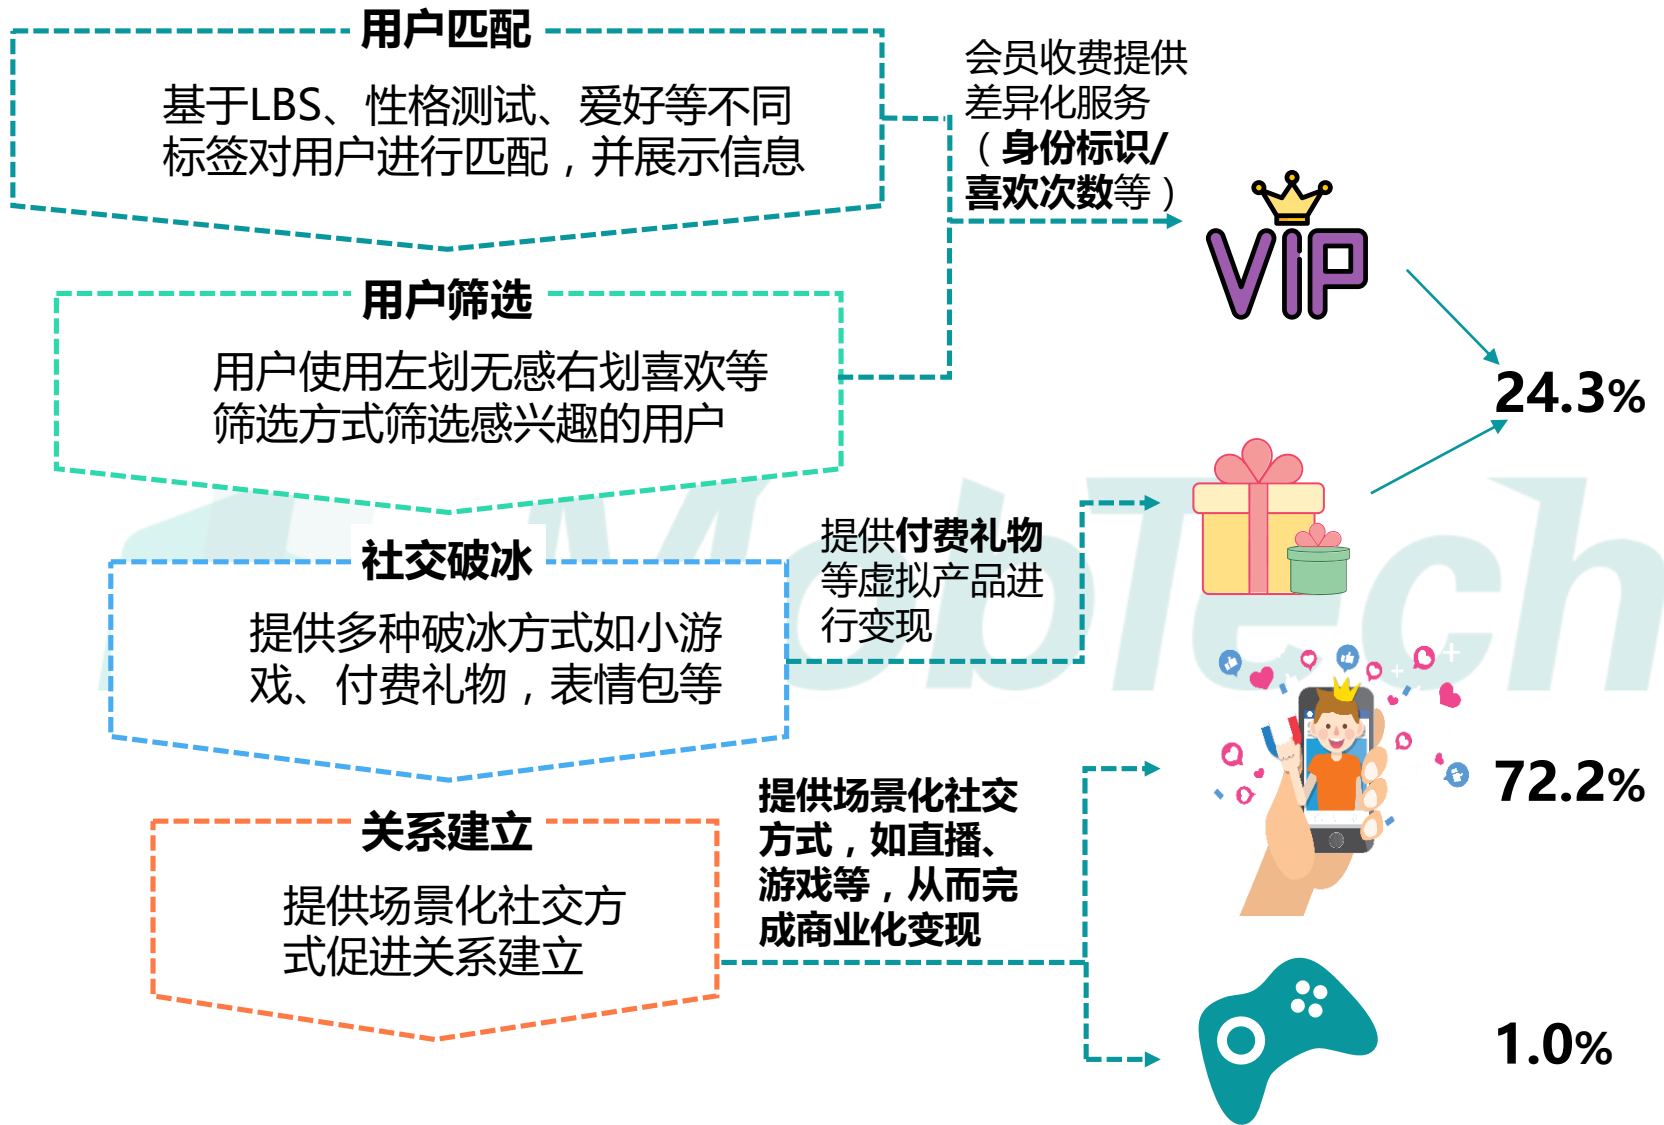 用户匹配
基于LBS、性格测试、爱好等不同
标签对用户进行匹配，并展示信息
会员收费提供
差异化服务
（身份标识/
喜欢次数等）
VIP
用户筛选
用户使用左划无感右划喜欢等
筛选方式筛选感兴趣的用户
24.3%
社交破冰
提供多种破冰方式如小游
戏、付费礼物，表情包等
提供付费礼物
等虚拟产品进
行变现
MobTech
关系建立
提供场景化社交方
式促进关系建立
提供场景化社交
方式，如直播、
游戏等，从而完
成商业化变现
72.2%
1.0%